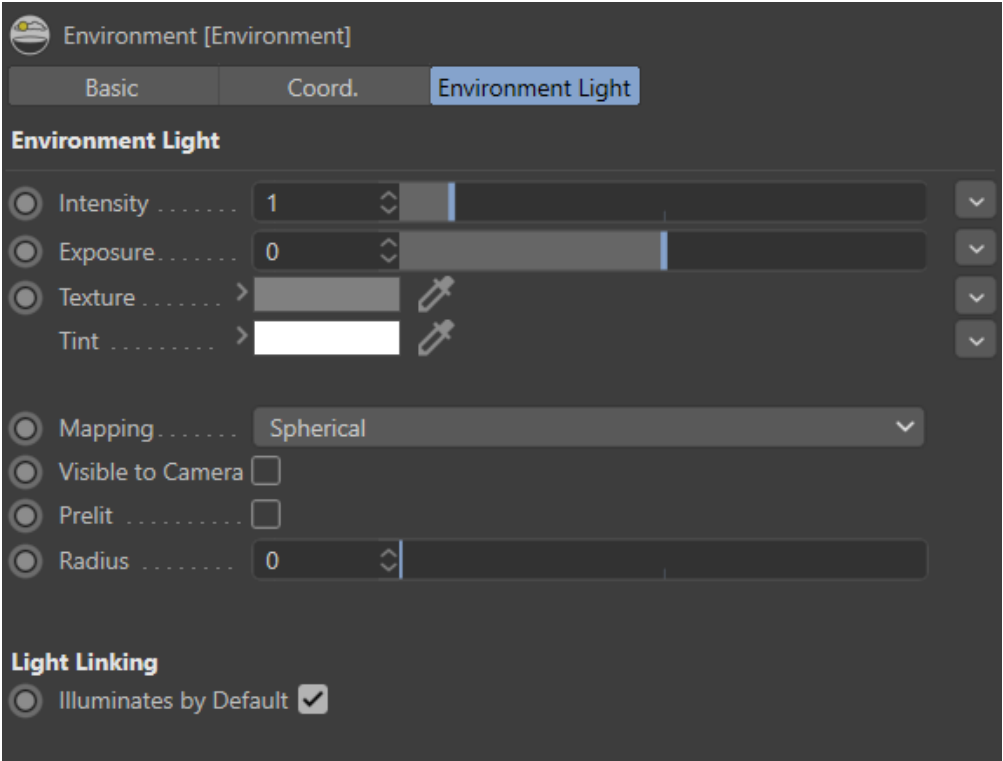 Environment [Environment]
Basic Coord. Environment Light
Environment Light
Intensity . . . . . . . 1
Exposure . . . . . . . 0
Texture . . . . . . .
Tint . . . . . . . . .
Mapping . . . . . . . Spherical
Visible to Camera
Prelit . . . . . . . . . .
Radius . . . . . . . . 0
Light Linking
Illuminates by Default